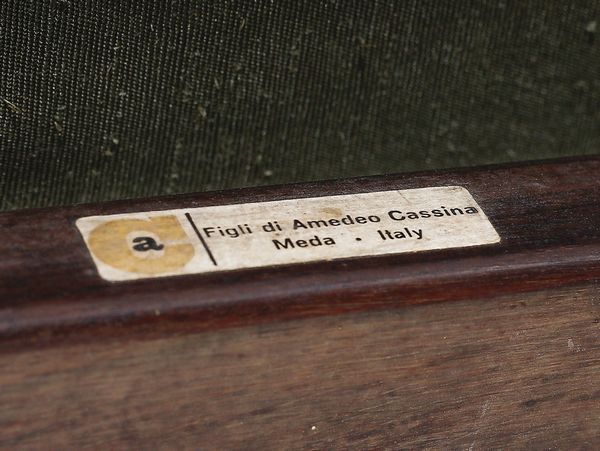 a
Figli di Amedeo Cassina
Meda · Italy